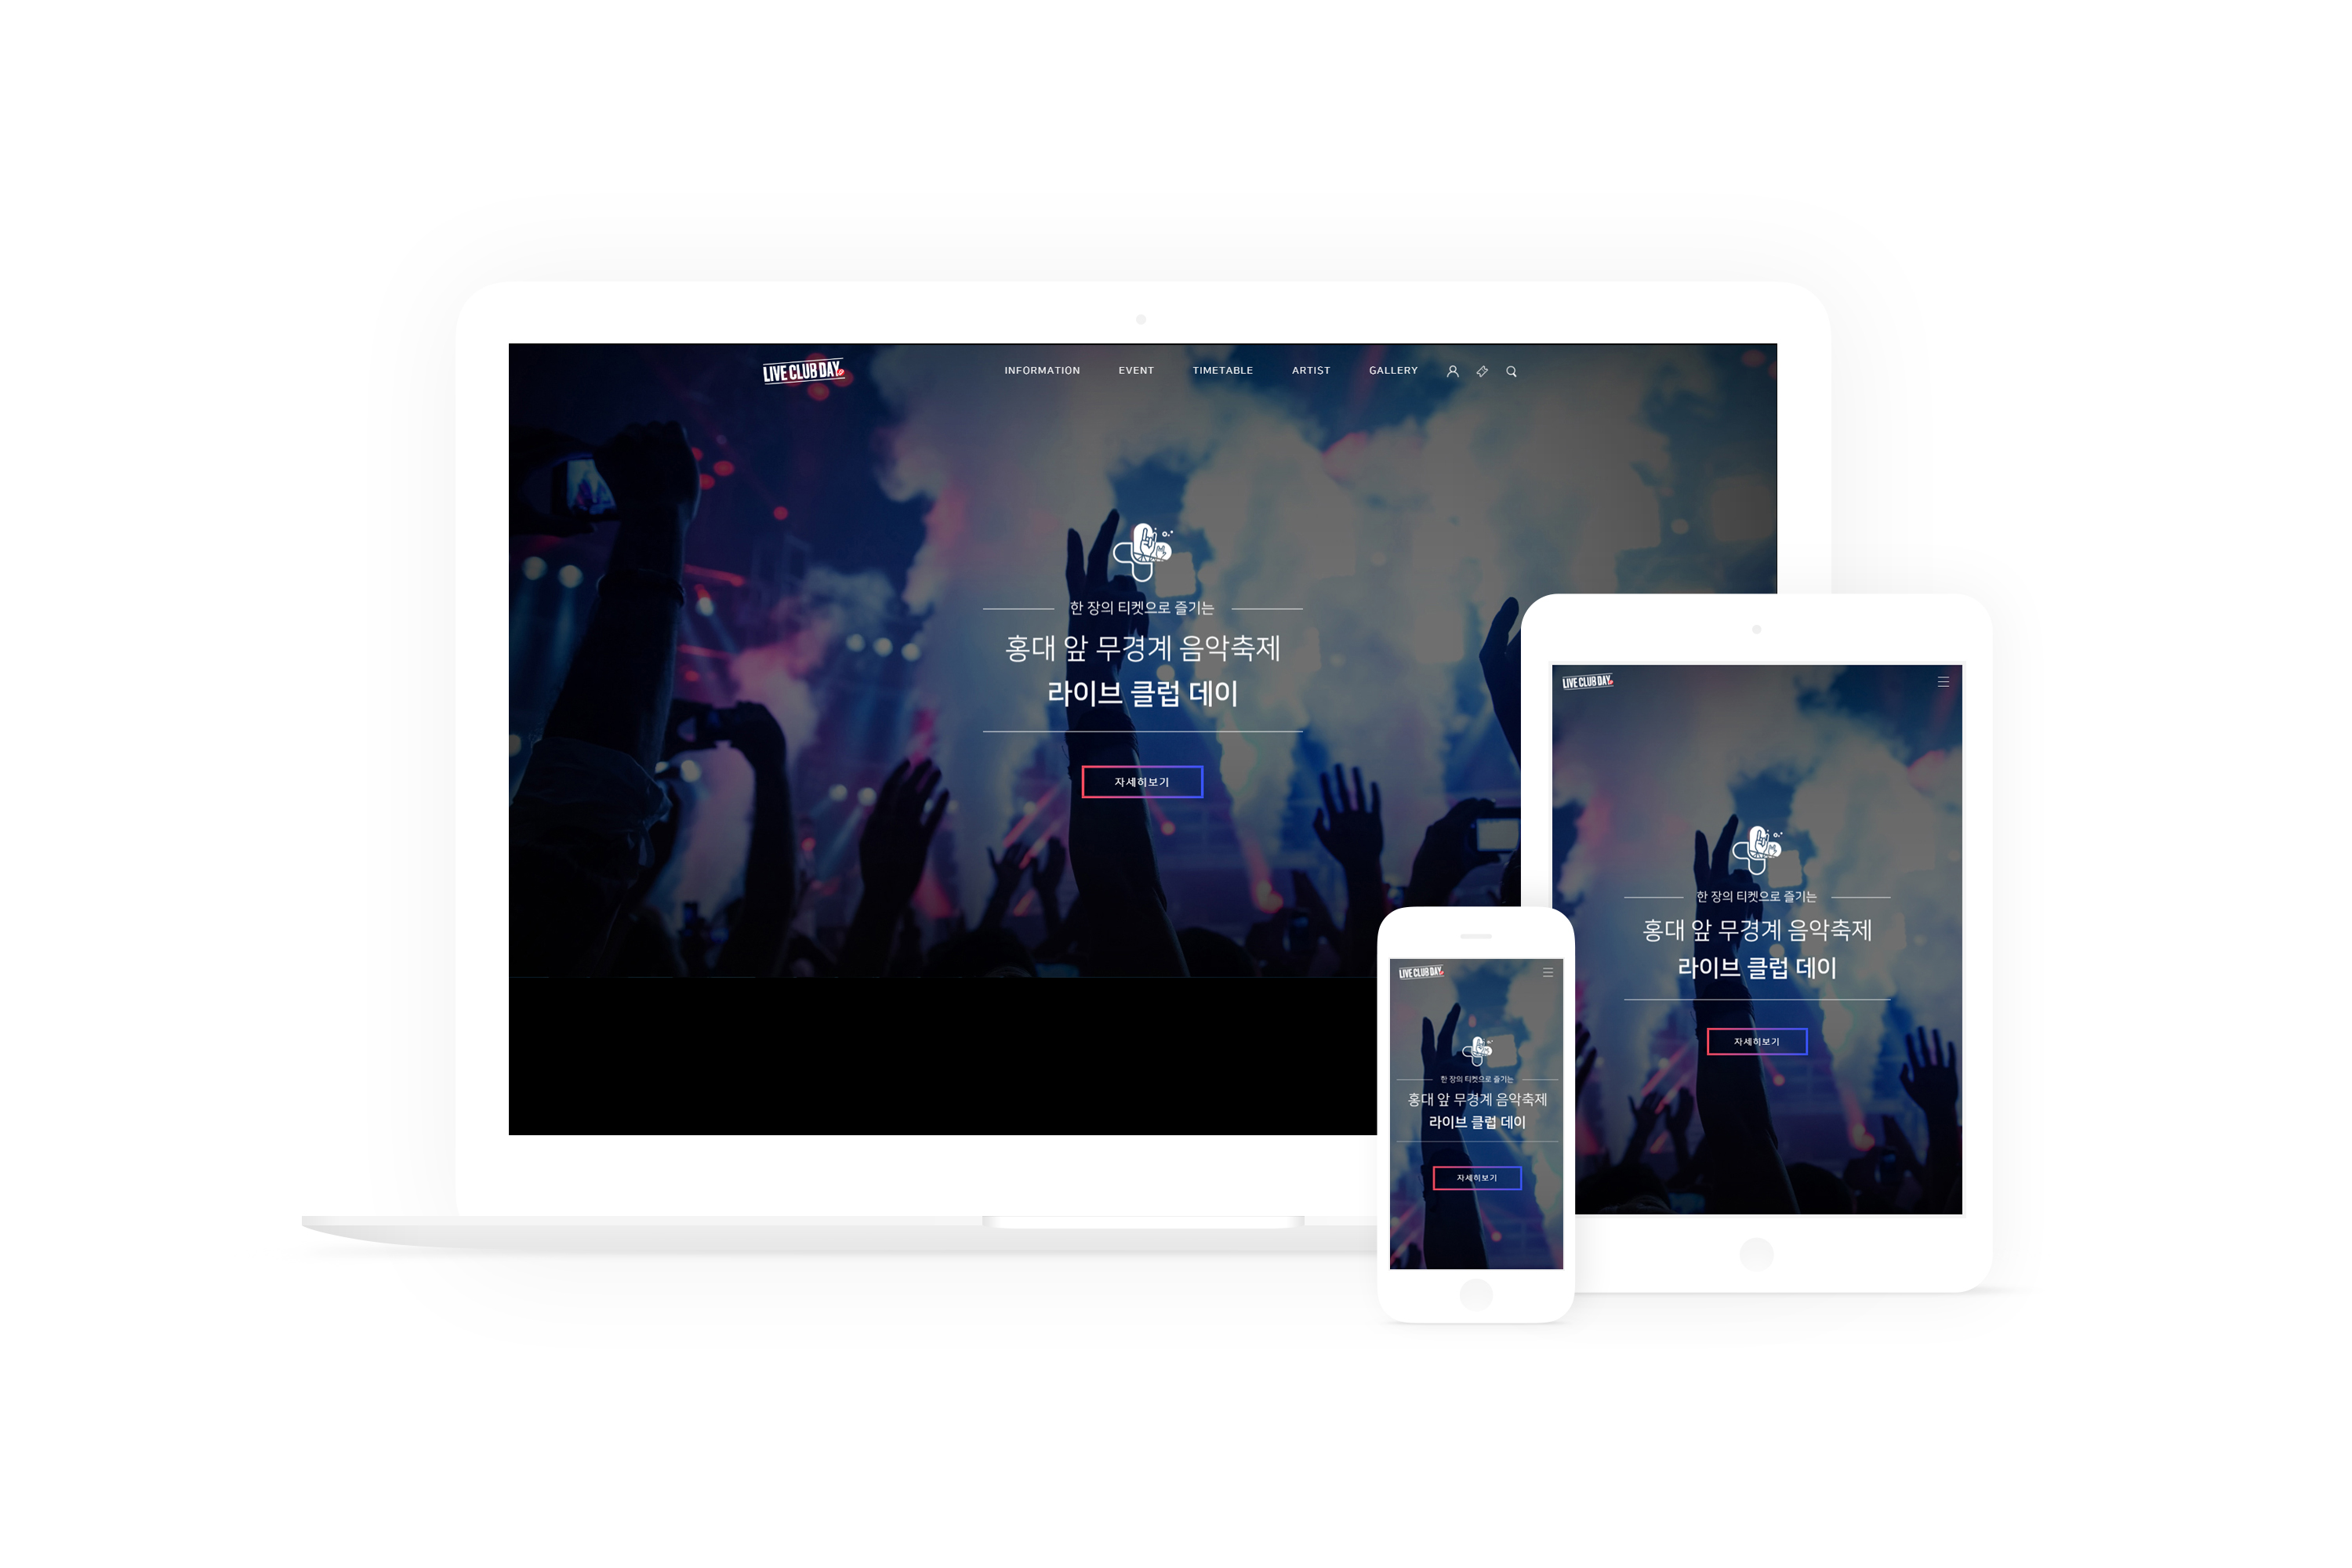 LIVE CLUB DAY
INFORMATION EVENT TIMETABLE ARTIST GALLERY
한 장의 티켓으로 즐기는
홍대 앞 무경계 음악축제
라이브 클럽 데이
자세히보기
LIVE CLUB DAY
한 장의 티켓으로 즐기는
홍대 앞 무경계 음악축제
라이브 클럽 데이
자세히보기
LIVE CLUB DAY
한 장의 티켓으로 즐기는
홍대 앞 무경계 음악축제
라이브 클럽 데이
자세히보기